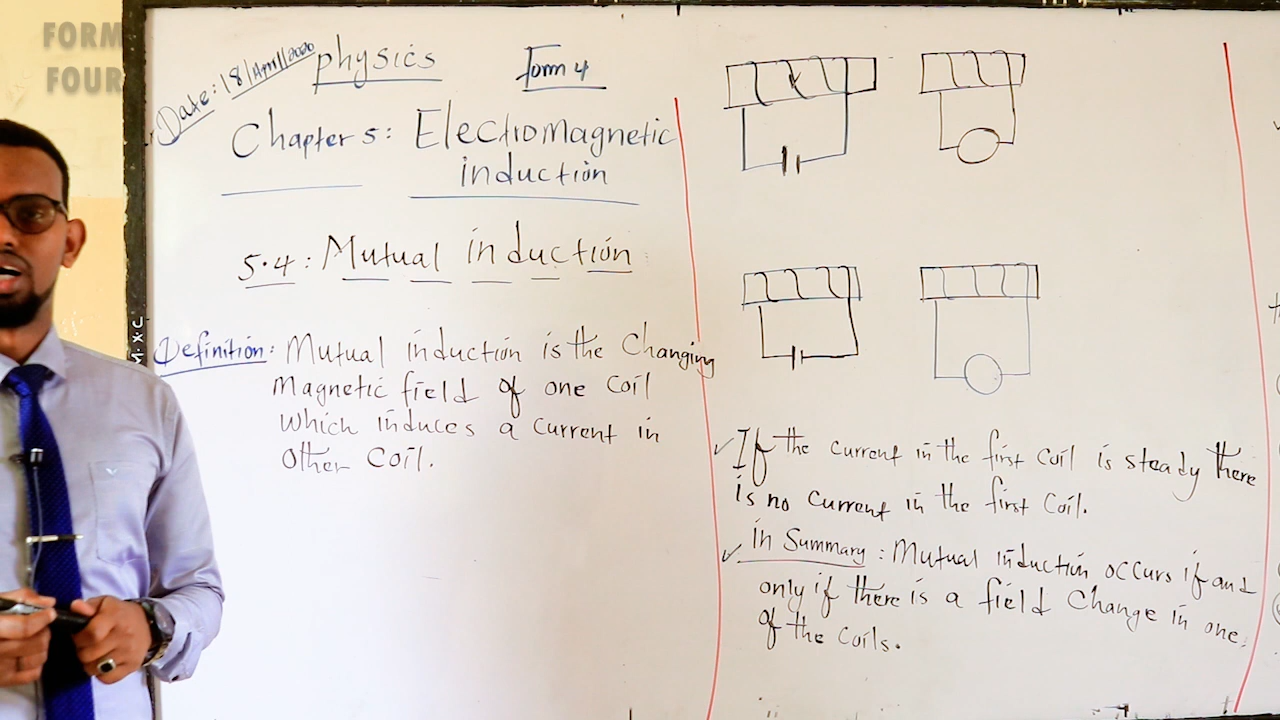 FORM
FOUR
Date: 18/April/2020
physics
Form 4
Chapter 5: Electromagnetic
induction
5.4: Mutual induction
Definition: Mutual induction is the Changing
Magnetic field of one coil
which induces a current in
Other Coil.
M.X.C
If the current in the first coil is steady there
is no current in the first coil.
in Summary: Mutual induction occurs if and
only if there is a field change in one
of the coils.